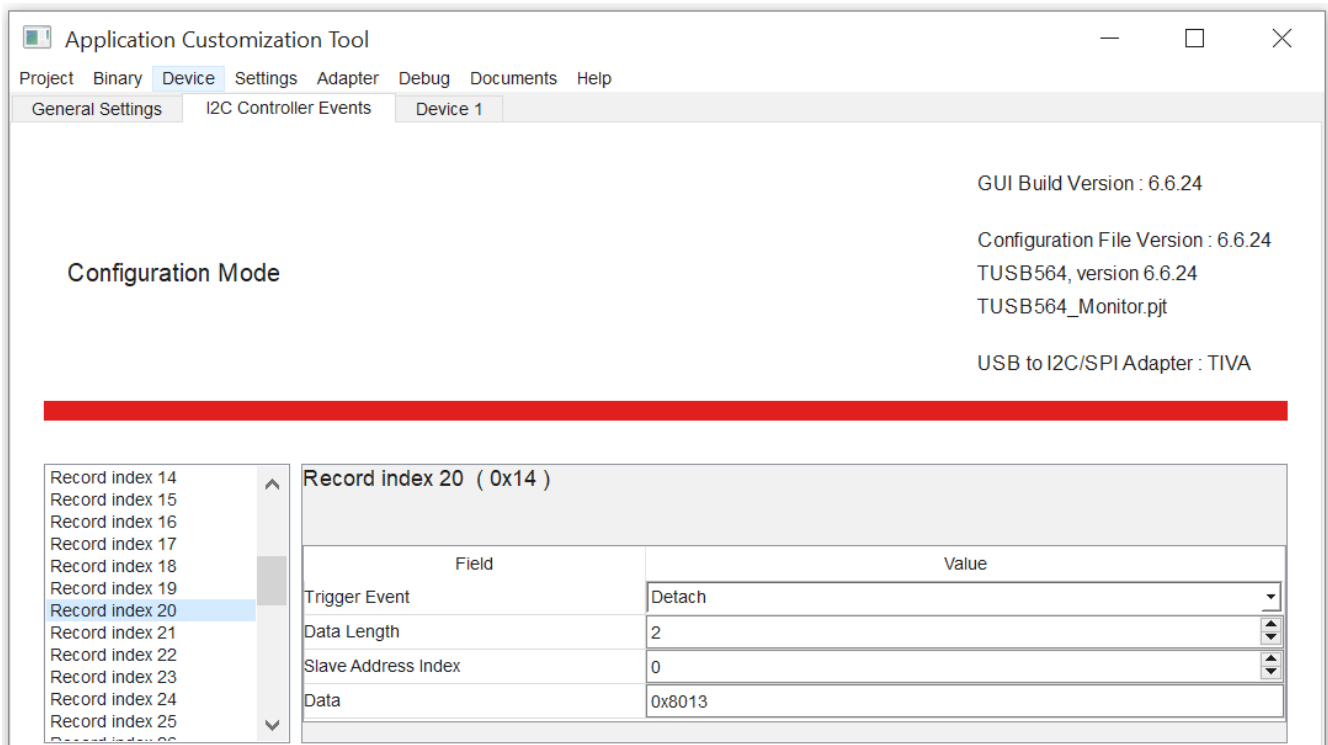 Application Customization Tool
Project Binary Device Settings Adapter Debug Documents Help
General Settings I2C Controller Events Device 1
GUI Build Version : 6.6.24
Configuration File Version : 6.6.24
Configuration Mode
TUSB564, version 6.6.24
TUSB564_Monitor.pjt
USB to I2C/SPI Adapter : TIVA
Record index 14
Record index 15
Record index 16
Record index 17
Record index 18
Record index 19
Record index 20
Record index 21
Record index 22
Record index 23
Record index 24
Record index 25
Record index 20 ( 0x14 )
Field Value
Trigger Event Detach
Data Length 2
Slave Address Index 0
Data 0x8013